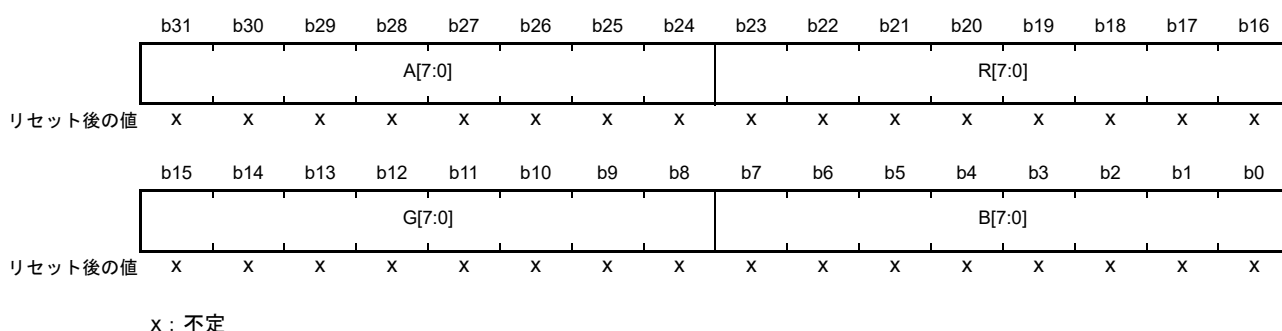 b31 b30 b29 b28 b27 b26 b25 b24 b23 b22 b21 b20 b19 b18 b17 b16
A[7:0] R[7:0]
リセット後の値 x x x x x x x x x x x x x x x x
b15 b14 b13 b12 b11 b10 b9 b8 b7 b6 b5 b4 b3 b2 b1 b0
G[7:0] B[7:0]
リセット後の値 x x x x x x x x x x x x x x x x
x : 不定